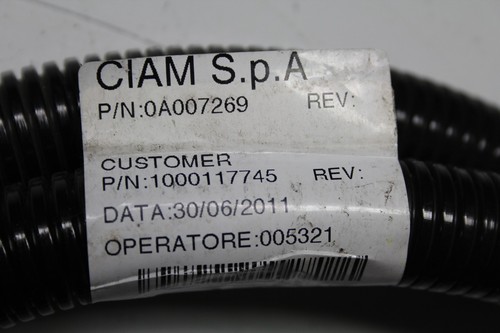 CIAM S.p.A
P/N:0A007269 REV:
CUSTOMER
P/N:1000117745 REV:
DATA:30/06/2011
OPERATORE:005321